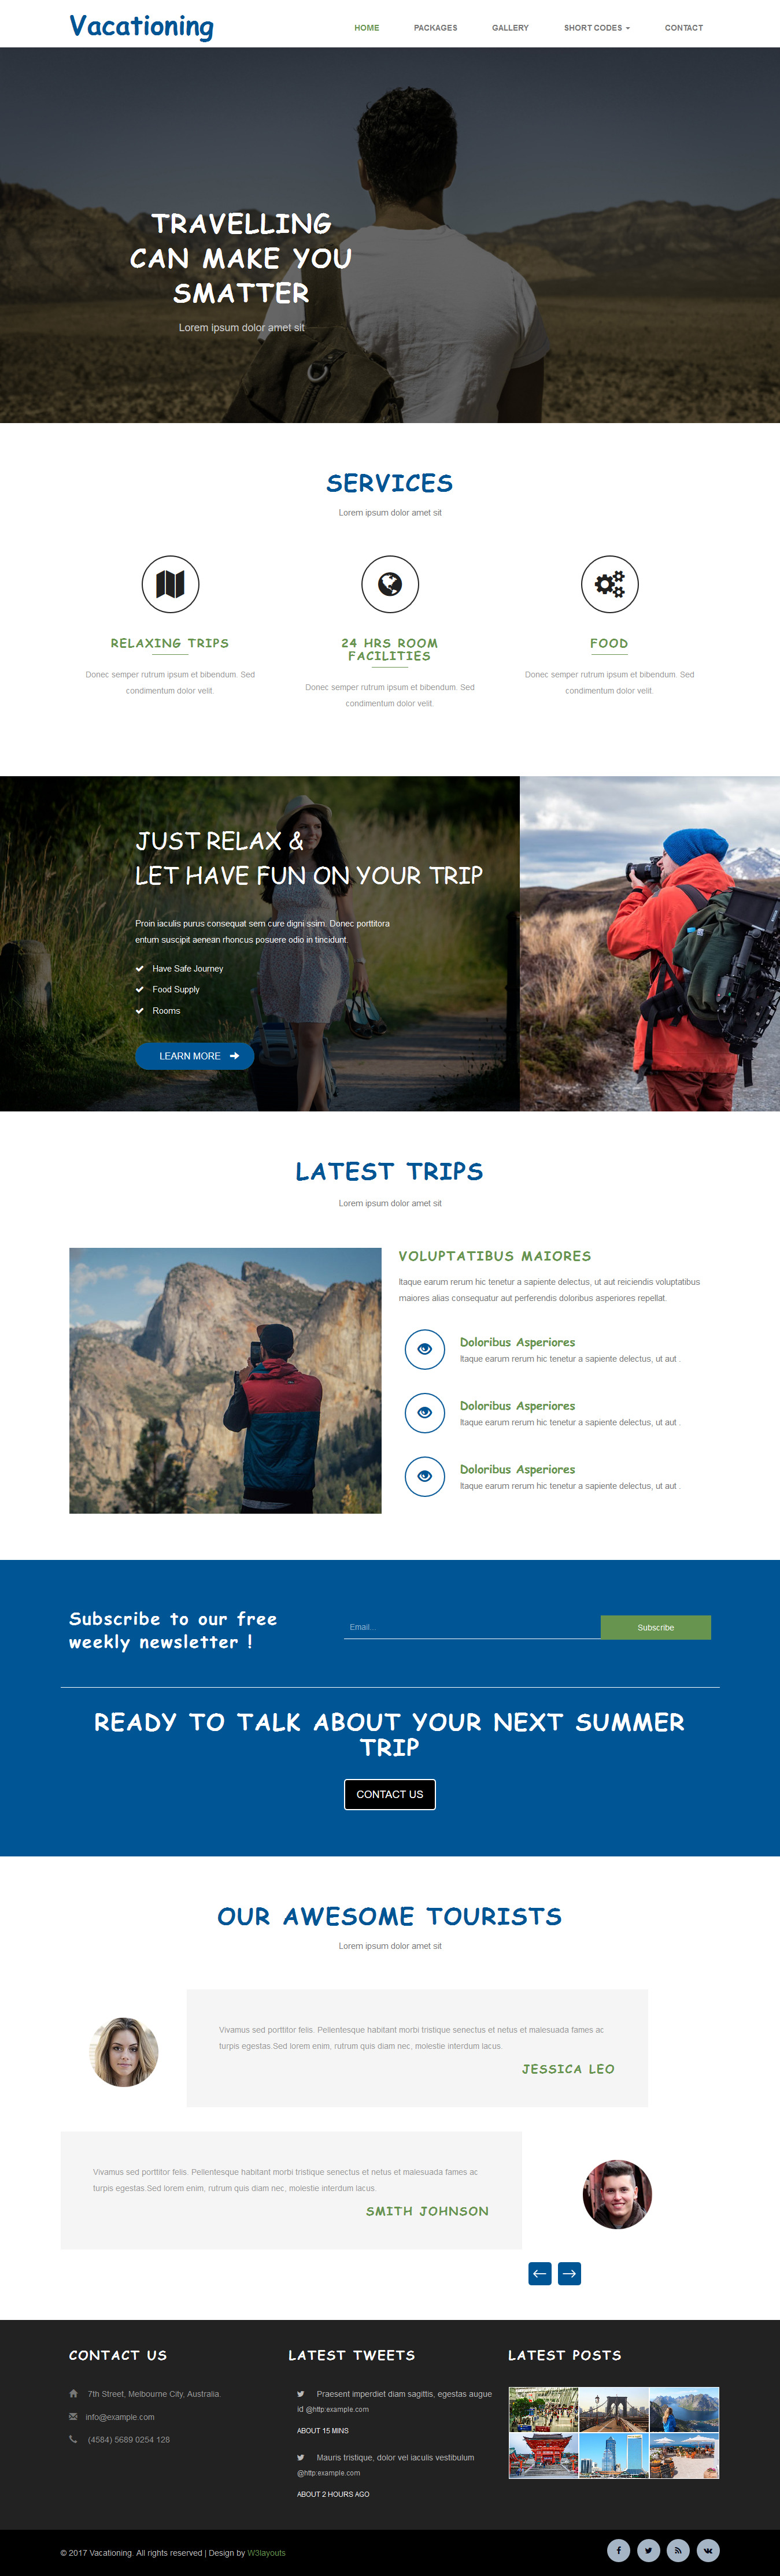 Vacationing
HOME PACKAGES GALLERY SHORT CODES CONTACT
TRAVELLING
CAN MAKE YOU
SMATTER
Lorem ipsum dolor amet sit
SERVICES
Lorem ipsum dolor amet sit
RELAXING TRIPS
Donec semper rutrum ipsum et bibendum. Sed
condimentum dolor velit.
24 HRS ROOM
FACILITIES
Donec semper rutrum ipsum et bibendum. Sed
condimentum dolor velit.
FOOD
Donec semper rutrum ipsum et bibendum. Sed
condimentum dolor velit.
JUST RELAX &
LET HAVE FUN ON YOUR TRIP
Proin iaculis purus consequat sem cure digni ssim. Donec porttitora
entum suscipit aenean rhoncus posuere odio in tincidunt.
Have Safe Journey
Food Supply
Rooms
LEARN MORE
LATEST TRIPS
Lorem ipsum dolor amet sit
VOLUPTATIBUS MAIORES
Itaque earum rerum hic tenetur a sapiente delectus, ut aut reiciendis voluptatibus
maiores alias consequatur aut perferendis doloribus asperiores repellat.
Doloribus Asperiores
Itaque earum rerum hic tenetur a sapiente delectus, ut aut .
Doloribus Asperiores
Itaque earum rerum hic tenetur a sapiente delectus, ut aut .
Doloribus Asperiores
Itaque earum rerum hic tenetur a sapiente delectus, ut aut .
Subscribe to our free
weekly newsletter !
Email...
Subscribe
READY TO TALK ABOUT YOUR NEXT SUMMER
TRIP
CONTACT US
OUR AWESOME TOURISTS
Lorem ipsum dolor amet sit
Vivamus sed porttitor felis. Pellentesque habitant morbi tristique senectus et netus et malesuada fames ac
turpis egestas.Sed lorem enim, rutrum quis diam nec, molestie interdum lacus.
JESSICA LEO
Vivamus sed porttitor felis. Pellentesque habitant morbi tristique senectus et netus et malesuada fames ac
turpis egestas.Sed lorem enim, rutrum quis diam nec, molestie interdum lacus.
SMITH JOHNSON
CONTACT US
7th Street, Melbourne City, Australia.
info@example.com
(4584) 5689 0254 128
LATEST TWEETS
Praesent imperdiet diam sagittis, egestas augue
id @http:example.com
ABOUT 15 MINS
Mauris tristique, dolor vel iaculis vestibulum
@http:example.com
ABOUT 2 HOURS AGO
LATEST POSTS
© 2017 Vacationing. All rights reserved | Design by W3layouts